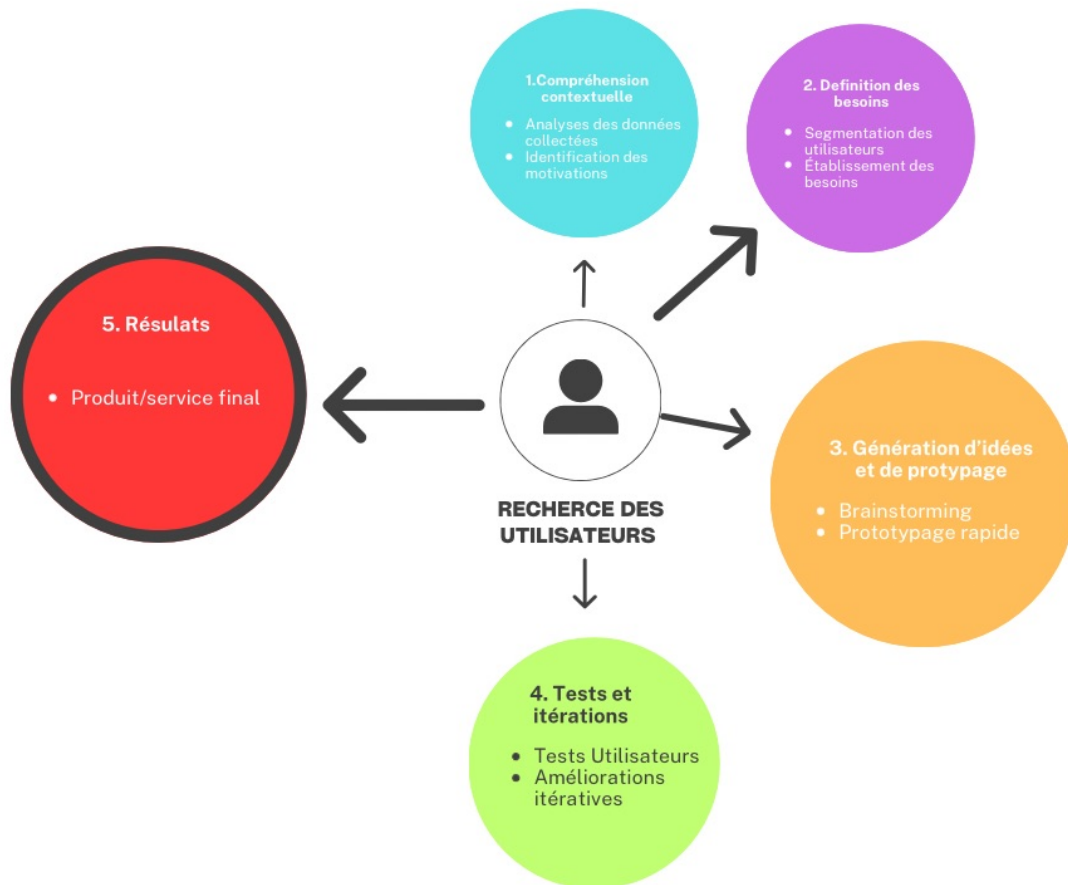 1.Compréhension
contextuelle
• Analyses des données
collectées
• Identification des
motivations
2. Definition des
besoins
• Segmentation des
utilisateurs
• Établissement des
besoins
3. Génération d'idées
et de protypage
• Brainstorming
• Prototypage rapide
4. Tests et
itérations
• Tests Utilisateurs
• Améliorations
itératives
5. Résulats
• Produit/service final
RECHERCE DES
UTILISATEURS